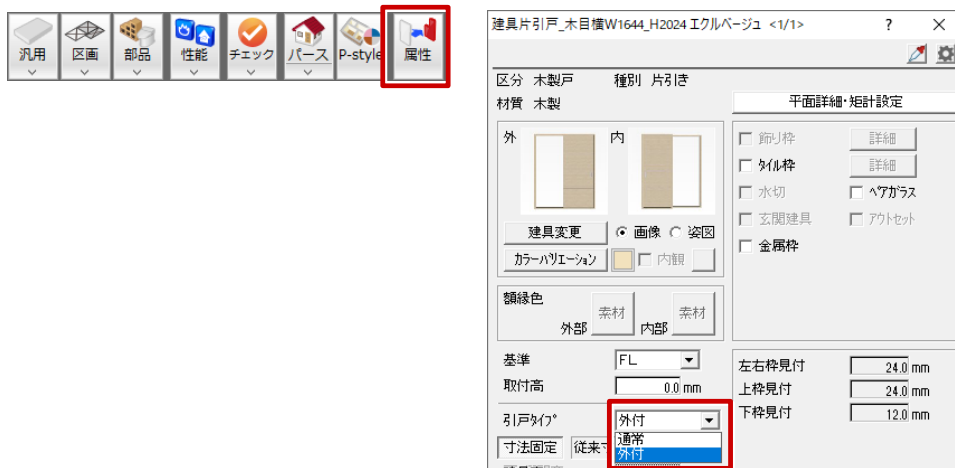 汎用 区画 部品 性能 チェック パース P-style 属性
建具片引戸_木目横W1644_H2024 エクルベージュ <1/1> ?
区分 木製戸 種別 片引き
材質 木製 平面詳細・矩計設定
外 内
飾り枠 詳細
タイル枠 詳細
水切 ペアガラス
玄関建具 アウトセット
金属枠
建具変更 画像 姿図
カラーバリエーション 内観
額縁色
外部 素材 内部 素材
基準 FL
取付高 0.0 mm
左右枠見付 24.0 mm
上枠見付 24.0 mm
下枠見付 12.0 mm
引戸タイプ 外付
通常
外付
寸法固定